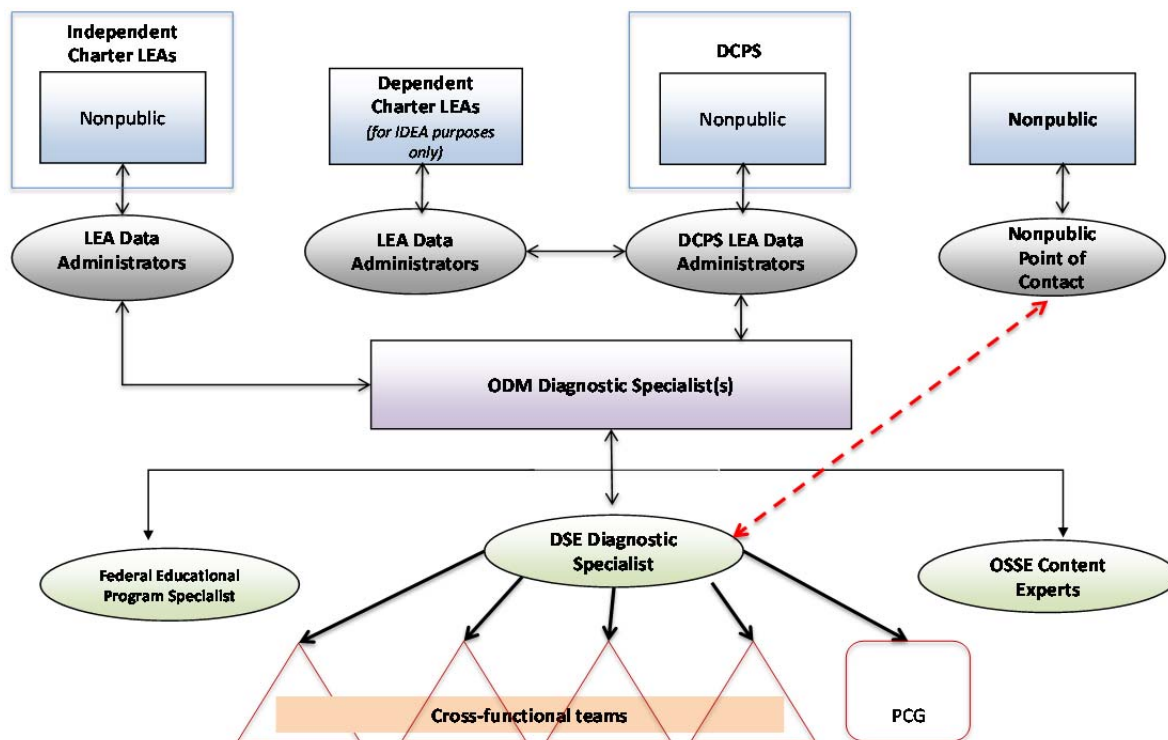 Independent
Charter LEAs
Nonpublic
Dependent
Charter LEAs
(for IDEA purposes
only)
DCPS
Nonpublic
Nonpublic
LEA Data
Administrators
LEA Data
Administrators
DCPS LEA Data
Administrators
Nonpublic
Point of
Contact
ODM Diagnostic Specialist(s)
Federal Educational
Program Specialist
DSE Diagnostic
Specialist
OSSE Content
Experts
Cross-functional teams
PCG